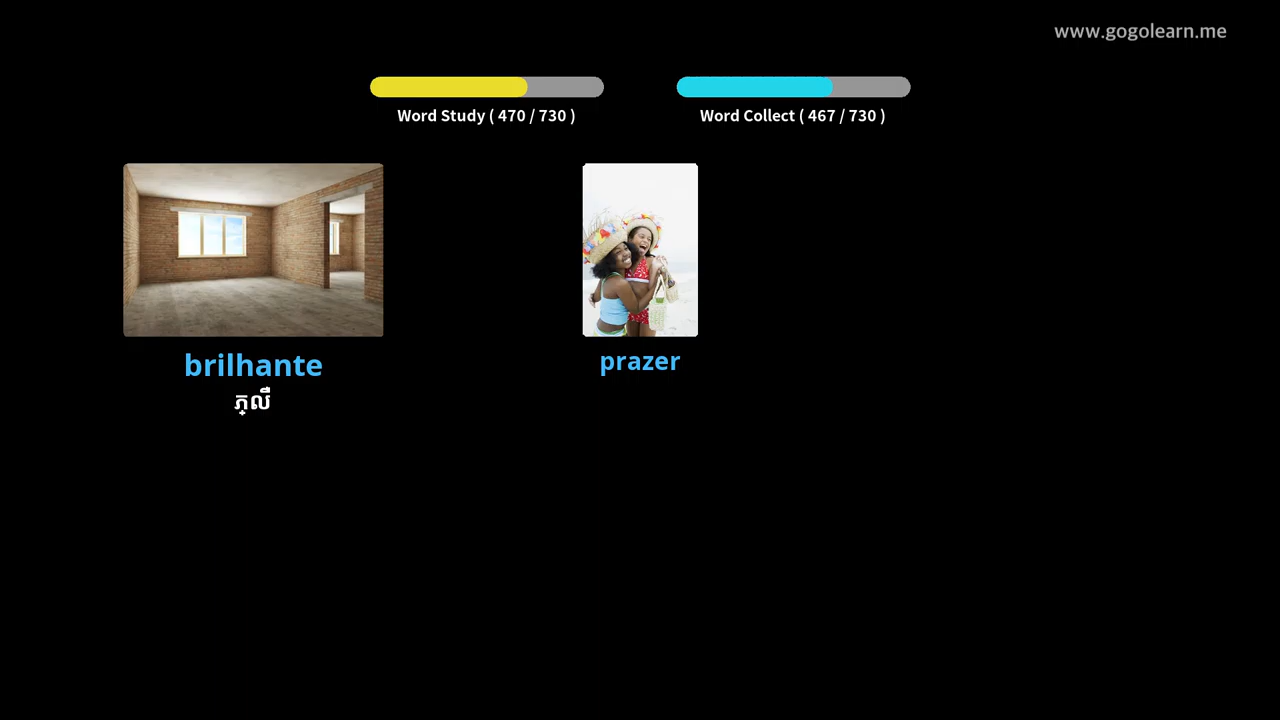 www.gogolearn.me
Word Study ( 470 / 730 )
Word Collect ( 467 / 730 )
brilhante
ភ្លឺ
prazer